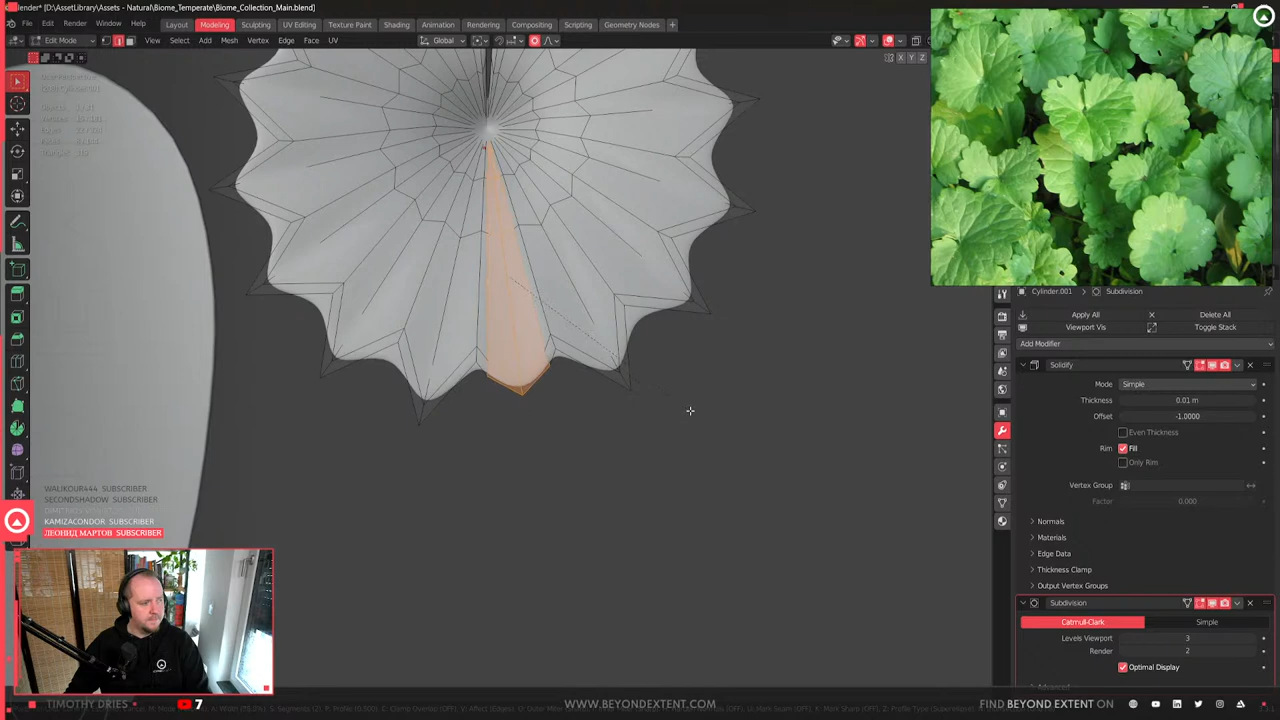 Blender* [D:\AssetLibrary\Assets - Natural\Biome_Temperate\Biome_Collection_Main.blend]
File Edit Render Window Help Layout Modeling Sculpting UV Editing Texture Paint Shading Animation Rendering Compositing Scripting Geometry Nodes +
Edit Mode View Select Add Mesh Vertex Edge Face UV Global
X Y Z
Cylinder.001 > Subdivision
Apply All Delete All
Viewport Vis Toggle Stack
Add Modifier
Solidify
Mode Simple
Thickness 0.01 m
Offset -1.0000
Even Thickness
Rim Fill
Only Rim
Vertex Group
Factor 0.000
Normals
Materials
Edge Data
Thickness Clamp
Output Vertex Groups
Subdivision
Catmull-Clark Simple
Levels Viewport 3
Render 2
Optimal Display
WALIKOUR444 SUBSCRIBER
SECONDSHADOW SUBSCRIBER
KAMIZACONDOR SUBSCRIBER
ЛЕОНИД МАРТОВ SUBSCRIBER
TIMOTHY DRIES 7 WWW.BEYONDEXTENT.COM FIND BEYOND EXTENT ON